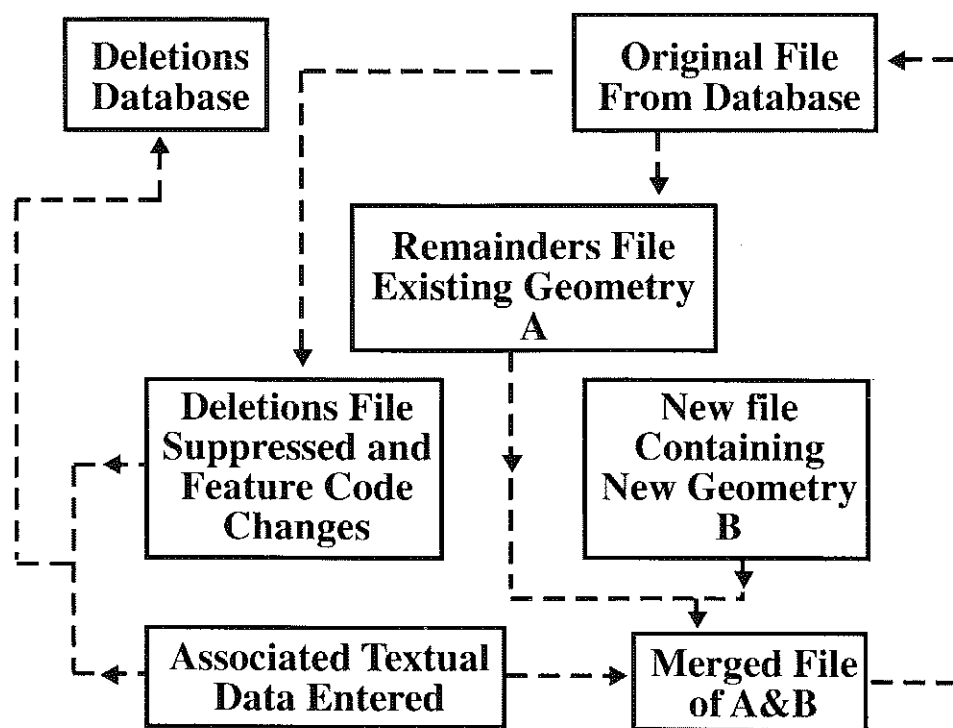 Deletions
Database
Original File
From Database
Remainders File
Existing Geometry
A
Deletions File
Suppressed and
Feature Code
Changes
New file
Containing
New Geometry
B
Associated Textual
Data Entered
Merged File
of A&B